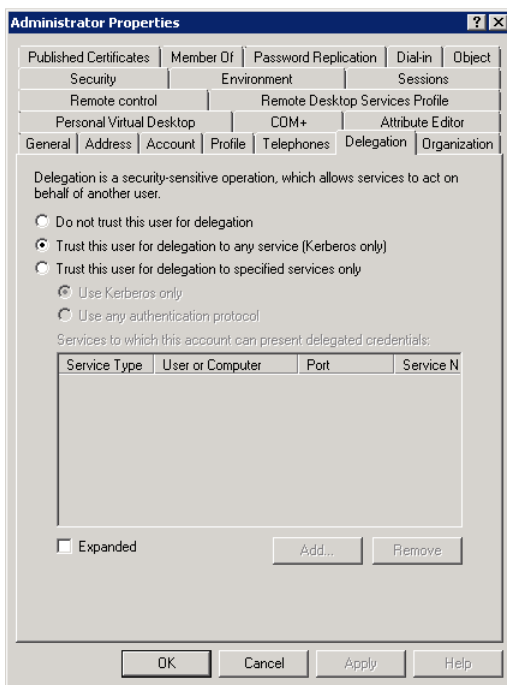 Administrator Properties
Published Certificates Member Of Password Replication Dial-in Object
Security Environment Sessions
Remote control Remote Desktop Services Profile
Personal Virtual Desktop COM+ Attribute Editor
General Address Account Profile Telephones Delegation Organization
Delegation is a security-sensitive operation, which allows services to act on
behalf of another user.
Do not trust this user for delegation
Trust this user for delegation to any service (Kerberos only)
Trust this user for delegation to specified services only
Use Kerberos only
Use any authentication protocol
Services to which this account can present delegated credentials:
Service Type User or Computer Port Service N
Expanded Add... Remove
OK Cancel Apply Help